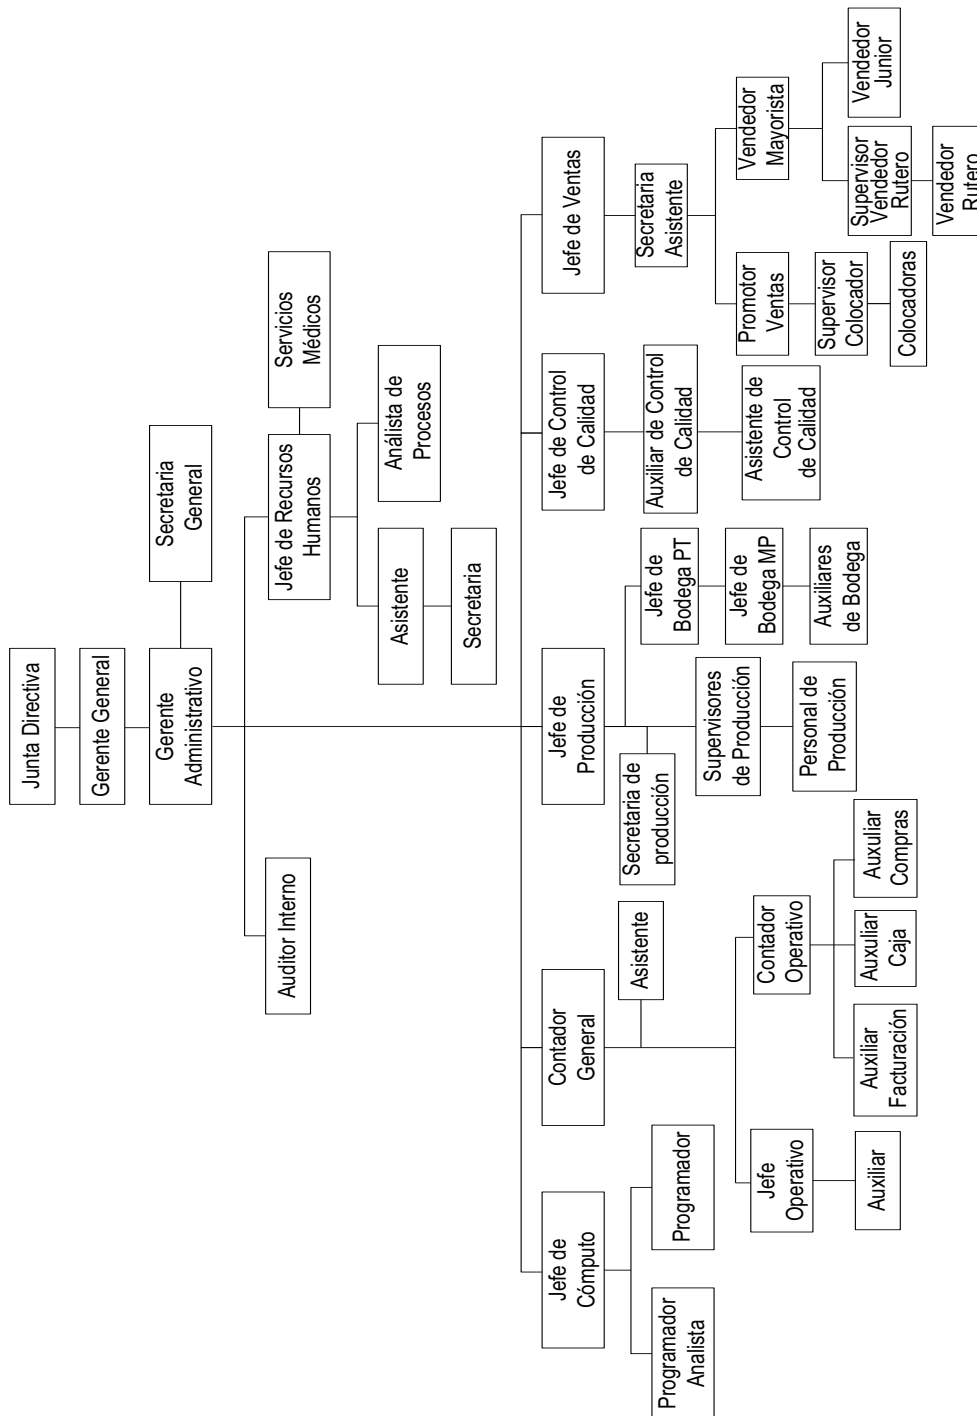 Junta Directiva
Gerente General
Gerente
Administrativo
Secretaria
General
Auditor Interno
Jefe de Recursos
Humanos
Servicios
Médicos
Asistente
Análista de
Procesos
Secretaria
Jefe de
Cómputo
Contador
General
Jefe de
Producción
Jefe de Control
de Calidad
Jefe de Ventas
Programador
Analista
Programador
Asistente
Jefe
Operativo
Contador
Operativo
Auxiliar
Auxiliar
Facturación
Auxuliar
Caja
Auxuliar
Compras
Secretaria de
producción
Supervisores
de Producción
Personal de
Producción
Jefe de
Bodega PT
Jefe de
Bodega MP
Auxiliares
de Bodega
Auxiliar de Control
de Calidad
Asistente de
Control
de Calidad
Secretaria
Asistente
Promotor
Ventas
Supervisor
Colocador
Colocadoras
Vendedor
Mayorista
Supervisor
Vendedor
Rutero
Vendedor
Rutero
Vendedor
Junior